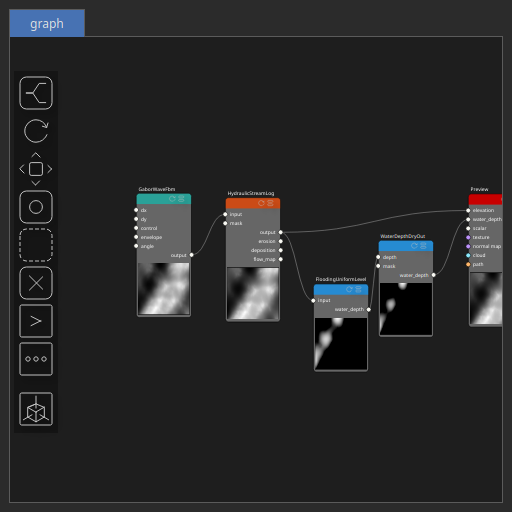 graph
GaborWaveFbm
dx
dy
control
envelope
angle
output
HydraulicStreamLog
input
mask
output
erosion
deposition
flow_map
FloodingUniformLevel
input
water_depth
WaterDepthDryOut
depth
mask
water_depth
Preview
elevation
water_depth
scalar
texture
normal map
cloud
path